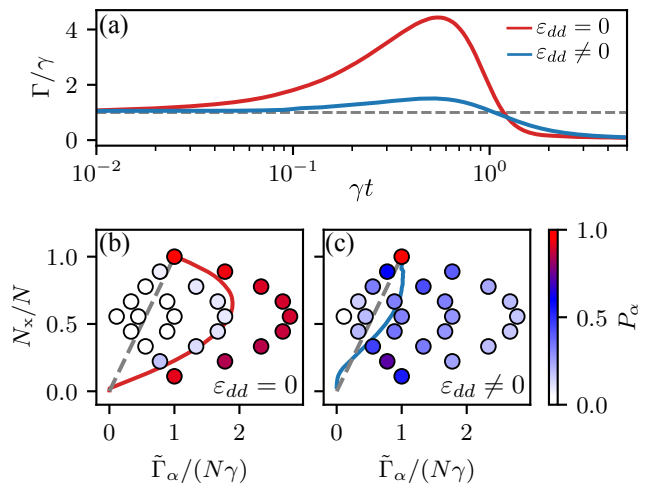 (a)
Γ/γ
4
2
0
ε_dd = 0
ε_dd ≠ 0
10⁻² 10⁻¹ 10⁰
γt
(b)
N_x/N
1.0
0.5
0.0
ε_dd = 0
0 1 2
Γ̃_α/(Nγ)
(c)
ε_dd ≠ 0
0 1 2
Γ̃_α/(Nγ)
1.0
0.5
0.0
P_α